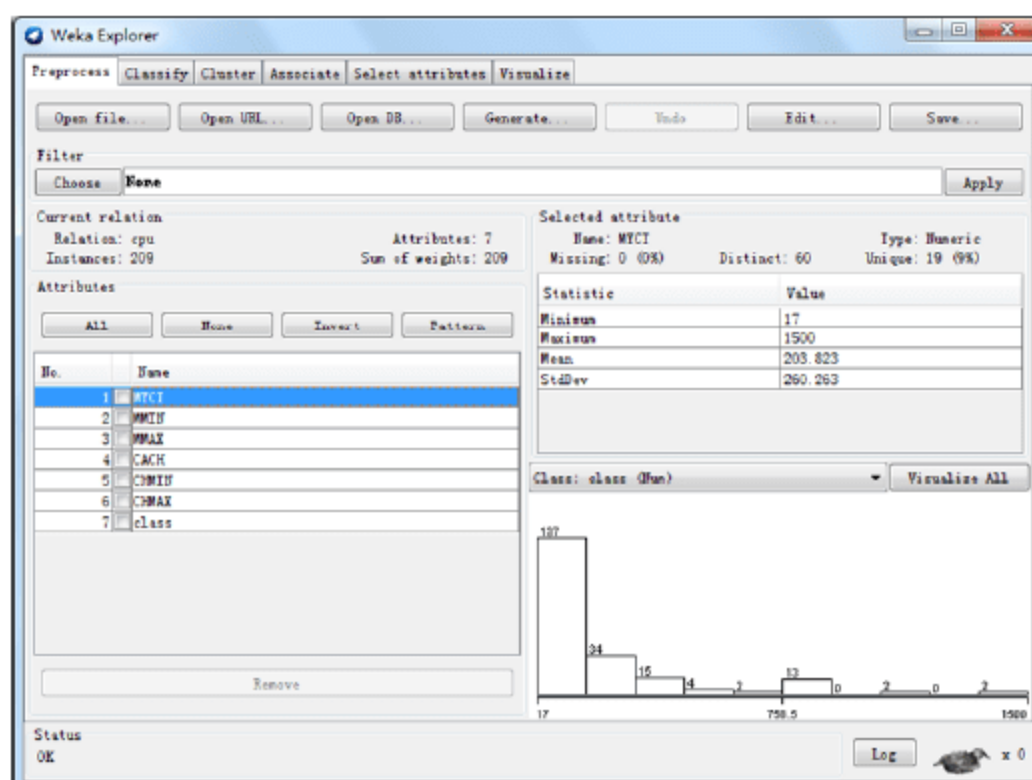 Weka Explorer
Preprocess Classify Cluster Associate Select attributes Visualize
Open file... Open URL... Open DB... Generate... Undo Edit... Save...
Filter
Choose None Apply
Current relation
Relation: cpu Attributes: 7
Instances: 209 Sum of weights: 209
Selected attribute
Name: MYCT Type: Numeric
Missing: 0 (0%) Distinct: 60 Unique: 19 (9%)
Statistic Value
Minimum 17
Maximum 1500
Mean 203.823
StdDev 260.263
Attributes
All None Invert Pattern
No. Name
1 MYCT
2 MMIN
3 MMAX
4 CACH
5 CHMIN
6 CHMAX
7 class
Remove
Class: class (Num) Visualize All
137
34
15
4
2
13
0
2
0
2
17 758.5 1500
Status
OK
Log x 0